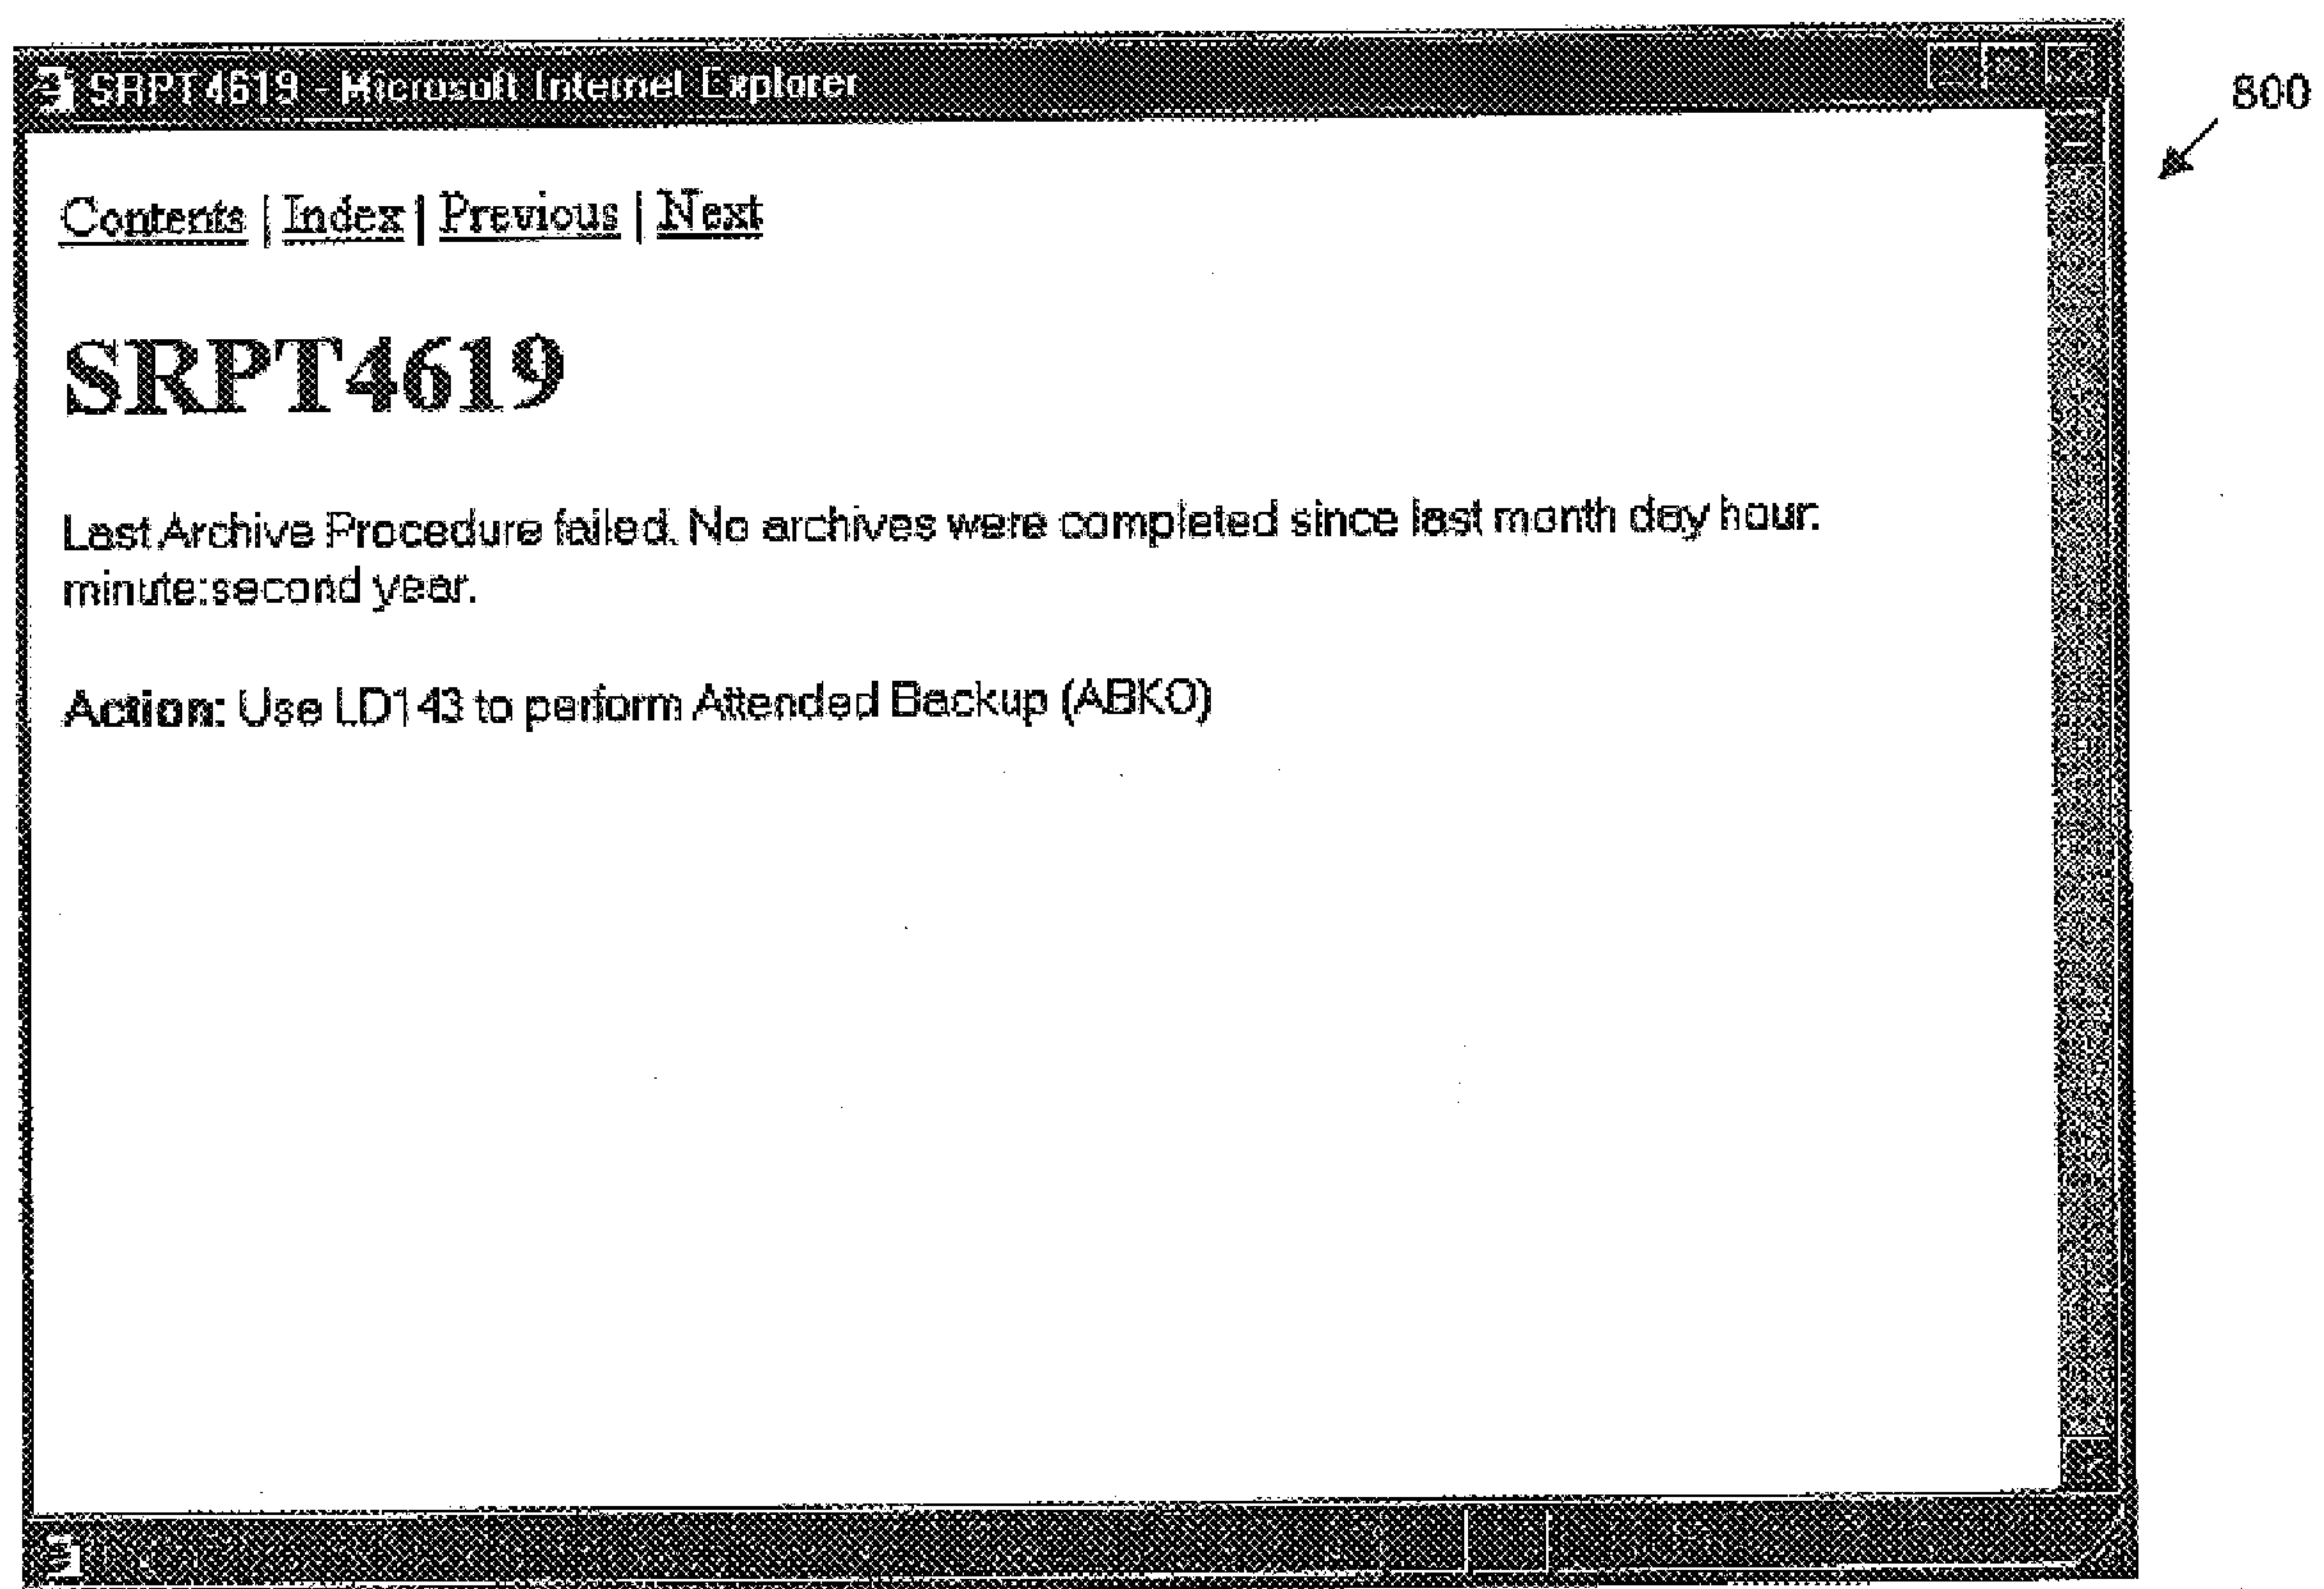 SRPT4619 - Microsoft Internet Explorer
800
Contents | Index | Previous | Next
SRPT4619
Last Archive Procedure failed. No archives were completed since last month day hour:
minute:second year.
Action: Use LD143 to perform Attended Backup (ABKO)